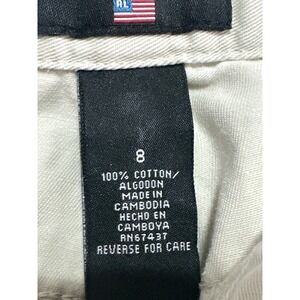 RL
8
100% COTTON/
ALGODON
MADE IN
CAMBODIA
HECHO EN
CAMBOYA
RN67437
REVERSE FOR CARE